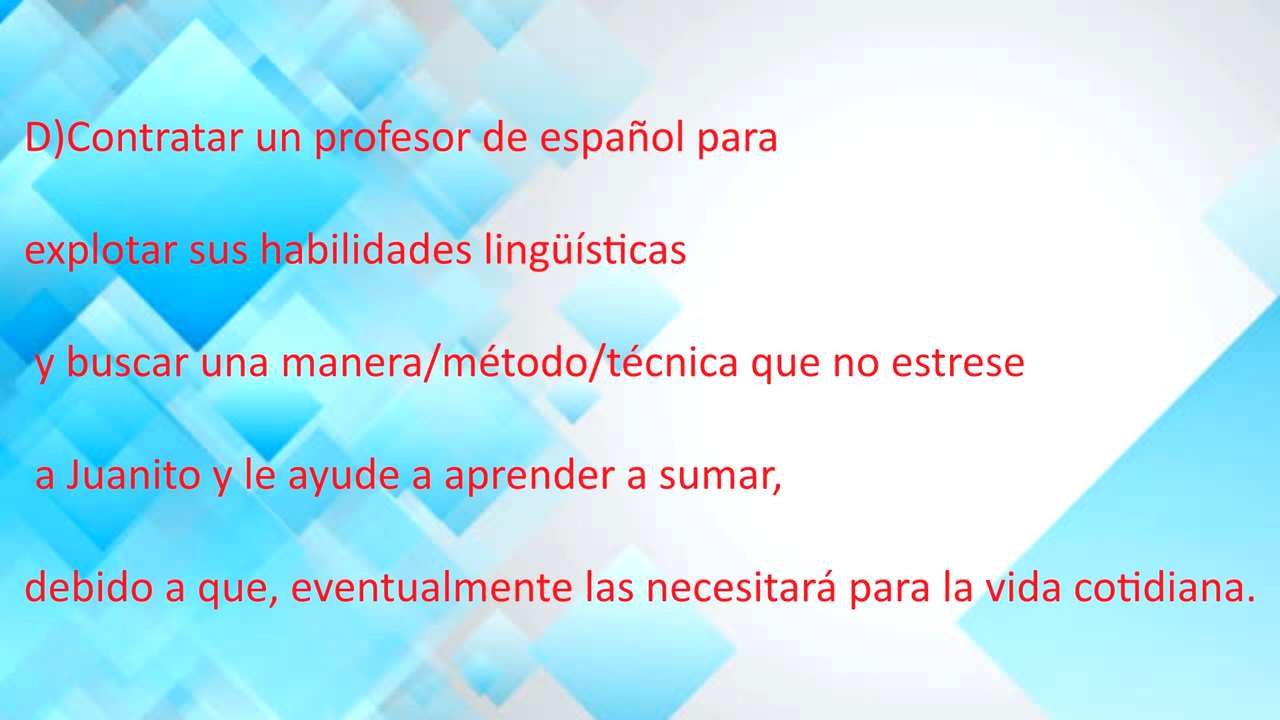 D)Contratar un profesor de español para
explotar sus habilidades lingüísticas
y buscar una manera/método/técnica que no estrese
a Juanito y le ayude a aprender a sumar,
debido a que, eventualmente las necesitará para la vida cotidiana.